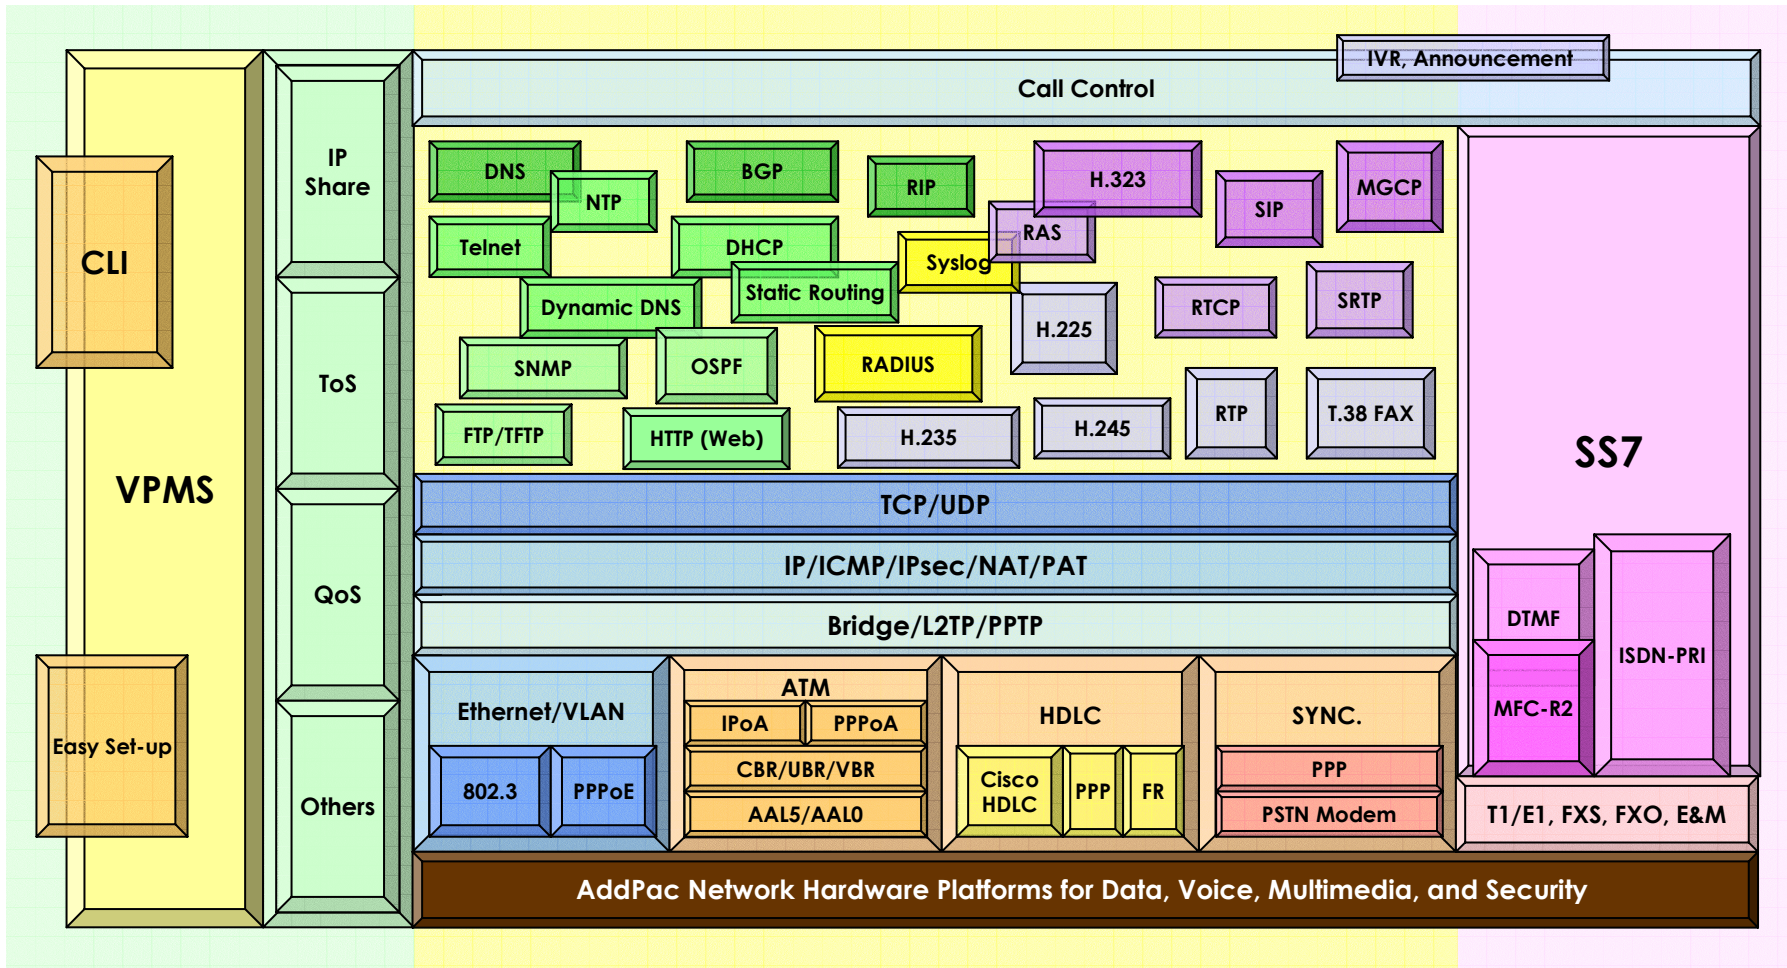 IVR, Announcement
Call Control
CLI
VPMS
Easy Set-up
IP
Share
ToS
QoS
Others
DNS
NTP
BGP
RIP
H.323
SIP
MGCP
Telnet
DHCP
Syslog
RAS
Dynamic DNS
Static Routing
H.225
RTCP
SRTP
SNMP
OSPF
RADIUS
FTP/TFTP
HTTP (Web)
H.235
H.245
RTP
T.38 FAX
TCP/UDP
IP/ICMP/IPsec/NAT/PAT
Bridge/L2TP/PPTP
Ethernet/VLAN
802.3
PPPoE
ATM
IPoA
PPPoA
CBR/UBR/VBR
AAL5/AAL0
HDLC
Cisco
HDLC
PPP
FR
SYNC.
PPP
PSTN Modem
SS7
DTMF
MFC-R2
ISDN-PRI
T1/E1, FXS, FXO, E&M
AddPac Network Hardware Platforms for Data, Voice, Multimedia, and Security